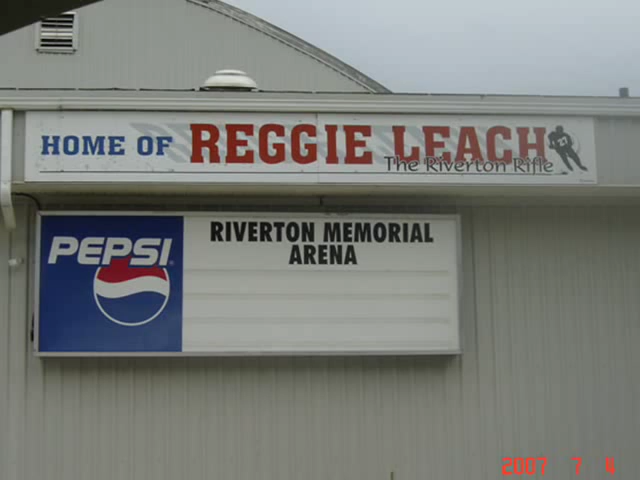 HOME OF REGGIE LEACH
The Riverton Rifle
PEPSI
RIVERTON MEMORIAL
ARENA
2007 7 4